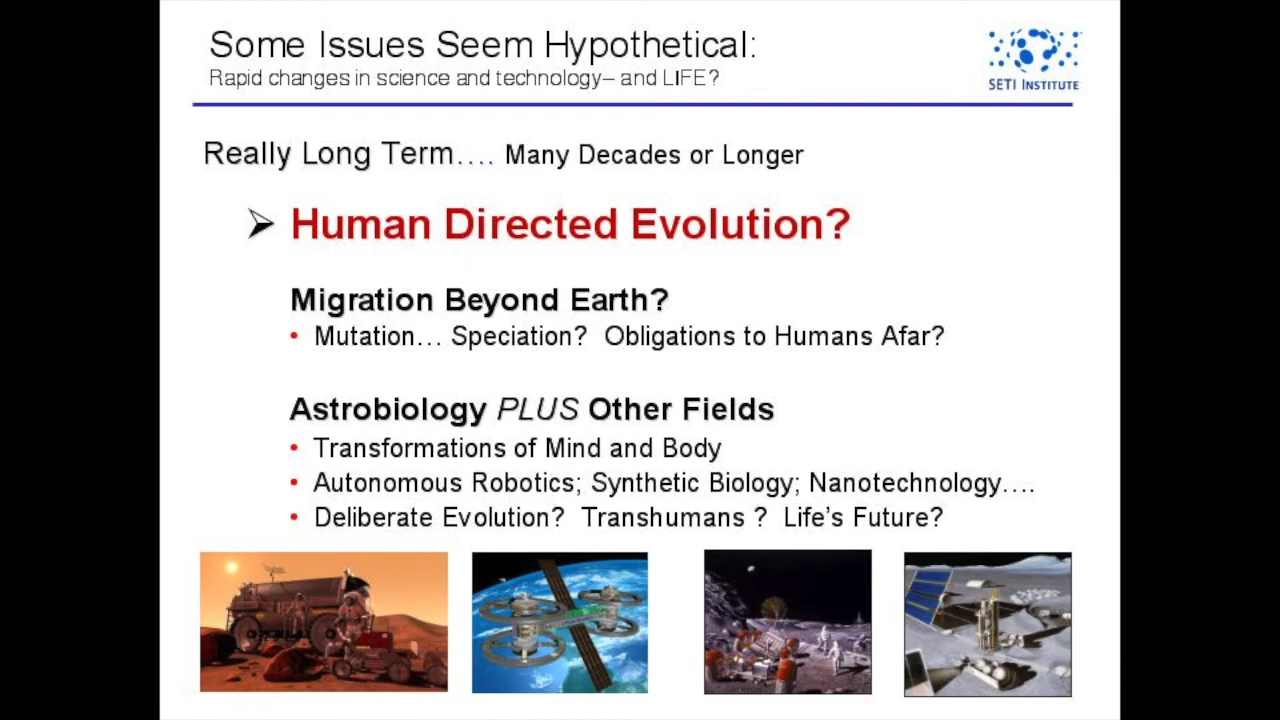 Some Issues Seem Hypothetical:
Rapid changes in science and technology– and LIFE?
SETI INSTITUTE
Really Long Term…. Many Decades or Longer
➢ Human Directed Evolution?
Migration Beyond Earth?
• Mutation… Speciation? Obligations to Humans Afar?
Astrobiology PLUS Other Fields
• Transformations of Mind and Body
• Autonomous Robotics; Synthetic Biology; Nanotechnology….
• Deliberate Evolution? Transhumans ? Life's Future?